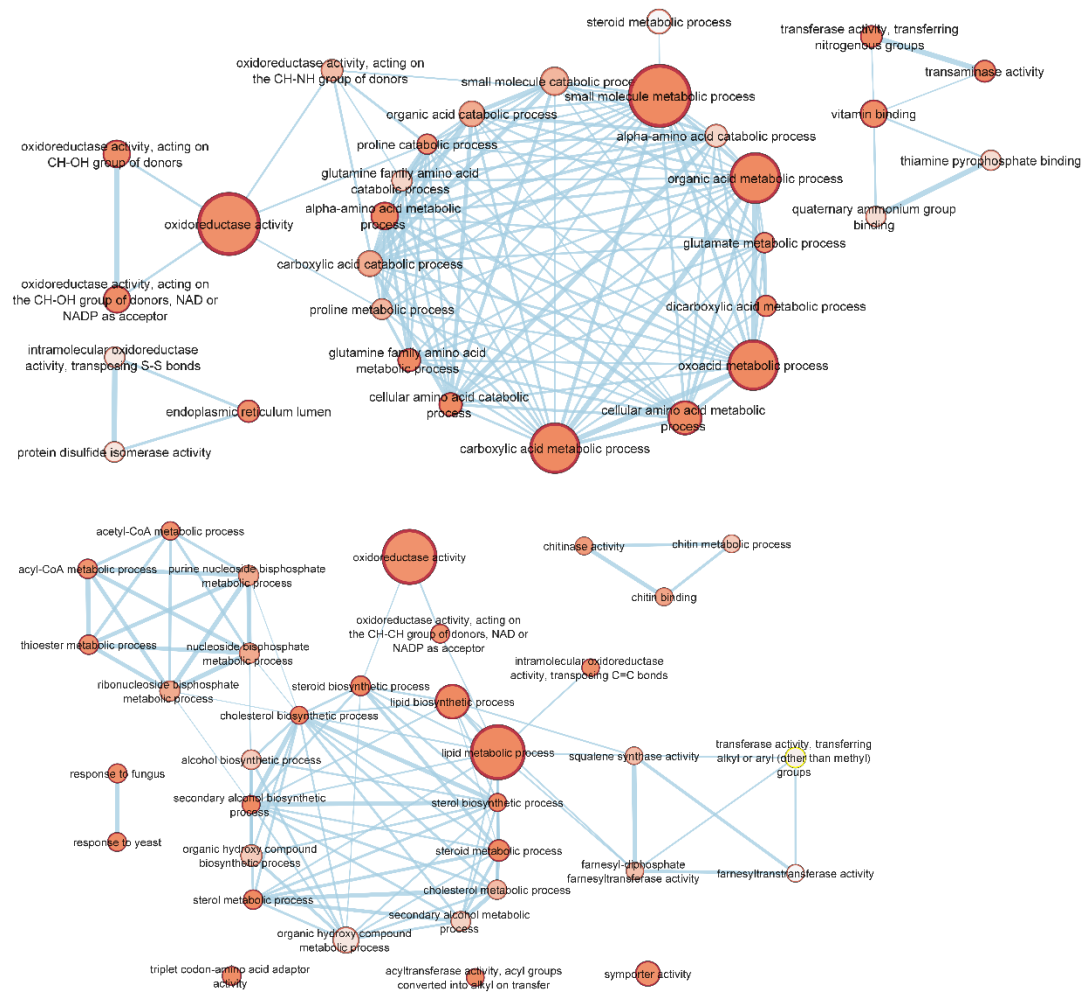 steroid metabolic process
transferase activity, transferring
nitrogenous groups
transaminase activity
vitamin binding
thiamine pyrophosphate binding
quaternary ammonium group
binding
oxidoreductase activity, acting on
the CH-NH group of donors
small molecule catabolic process
small molecule metabolic process
organic acid catabolic process
alpha-amino acid catabolic process
proline catabolic process
glutamine family amino acid
catabolic process
organic acid metabolic process
alpha-amino acid metabolic
process
glutamate metabolic process
carboxylic acid catabolic process
dicarboxylic acid metabolic process
proline metabolic process
oxoacid metabolic process
glutamine family amino acid
metabolic process
cellular amino acid catabolic
process
cellular amino acid metabolic
process
carboxylic acid metabolic process
oxidoreductase activity, acting on
CH-OH group of donors
oxidoreductase activity
oxidoreductase activity, acting on
the CH-OH group of donors, NAD or
NADP as acceptor
intramolecular oxidoreductase
activity, transposing S-S bonds
endoplasmic reticulum lumen
protein disulfide isomerase activity
acetyl-CoA metabolic process
acyl-CoA metabolic process
purine nucleoside bisphosphate
metabolic process
thioester metabolic process
nucleoside bisphosphate
metabolic process
ribonucleoside bisphosphate
metabolic process
oxidoreductase activity
oxidoreductase activity, acting on
the CH-CH group of donors, NAD or
NADP as acceptor
chitinase activity
chitin metabolic process
chitin binding
intramolecular oxidoreductase
activity, transposing C=C bonds
steroid biosynthetic process
lipid biosynthetic process
cholesterol biosynthetic process
lipid metabolic process
alcohol biosynthetic process
squalene synthase activity
transferase activity, transferring
alkyl or aryl (other than methyl)
groups
response to fungus
response to yeast
secondary alcohol biosynthetic
process
sterol biosynthetic process
organic hydroxy compound
biosynthetic process
steroid metabolic process
farnesyl-diphosphate
farnesyltransferase activity
farnesyltranstransferase activity
sterol metabolic process
cholesterol metabolic process
secondary alcohol metabolic
process
organic hydroxy compound
metabolic process
triplet codon-amino acid adaptor
activity
acyltransferase activity, acyl groups
converted into alkyl on transfer
symporter activity